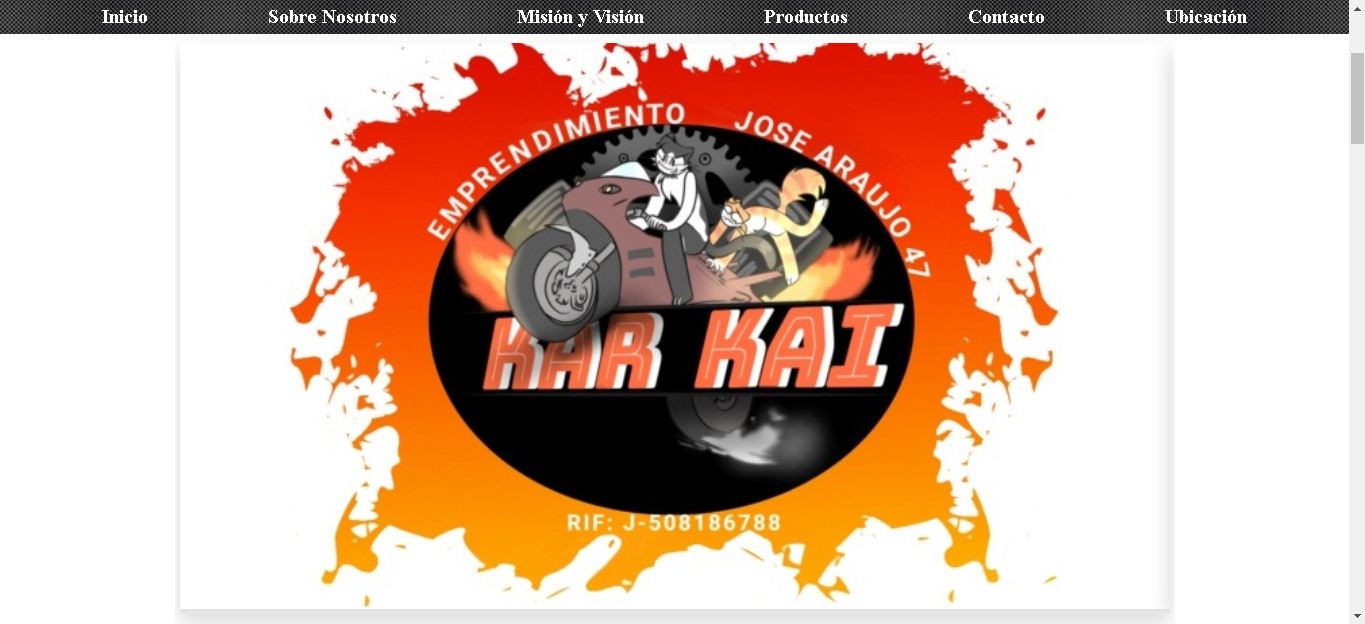 Inicio Sobre Nosotros Misión y Visión Productos Contacto Ubicación
EMPRENDIMIENTO JOSE ARAUJO 47
KAR KAI
RIF: J-508186788